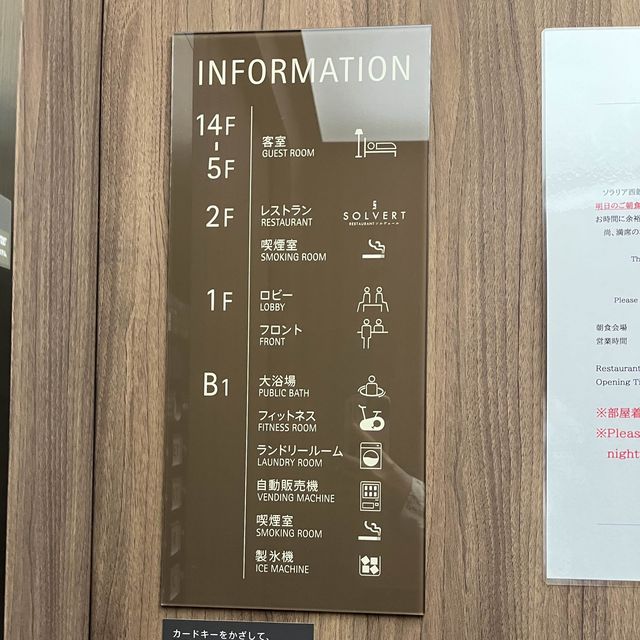 INFORMATION
14F
-
5F
客室
GUEST ROOM
2F
レストラン
RESTAURANT
SOLVERT
喫煙室
SMOKING ROOM
1F
ロビー
LOBBY
フロント
FRONT
B1
大浴場
PUBLIC BATH
フィットネス
FITNESS ROOM
ランドリールーム
LAUNDRY ROOM
自動販売機
VENDING MACHINE
喫煙室
SMOKING ROOM
製氷機
ICE MACHINE
カードキーをかざして、
ソラリア西鉄
明日のご朝食
お時間に余裕
尚、満席の
Th
Please
朝食会場
営業時間
Restaurant
Opening Ti
※部屋着
※Pleas
night